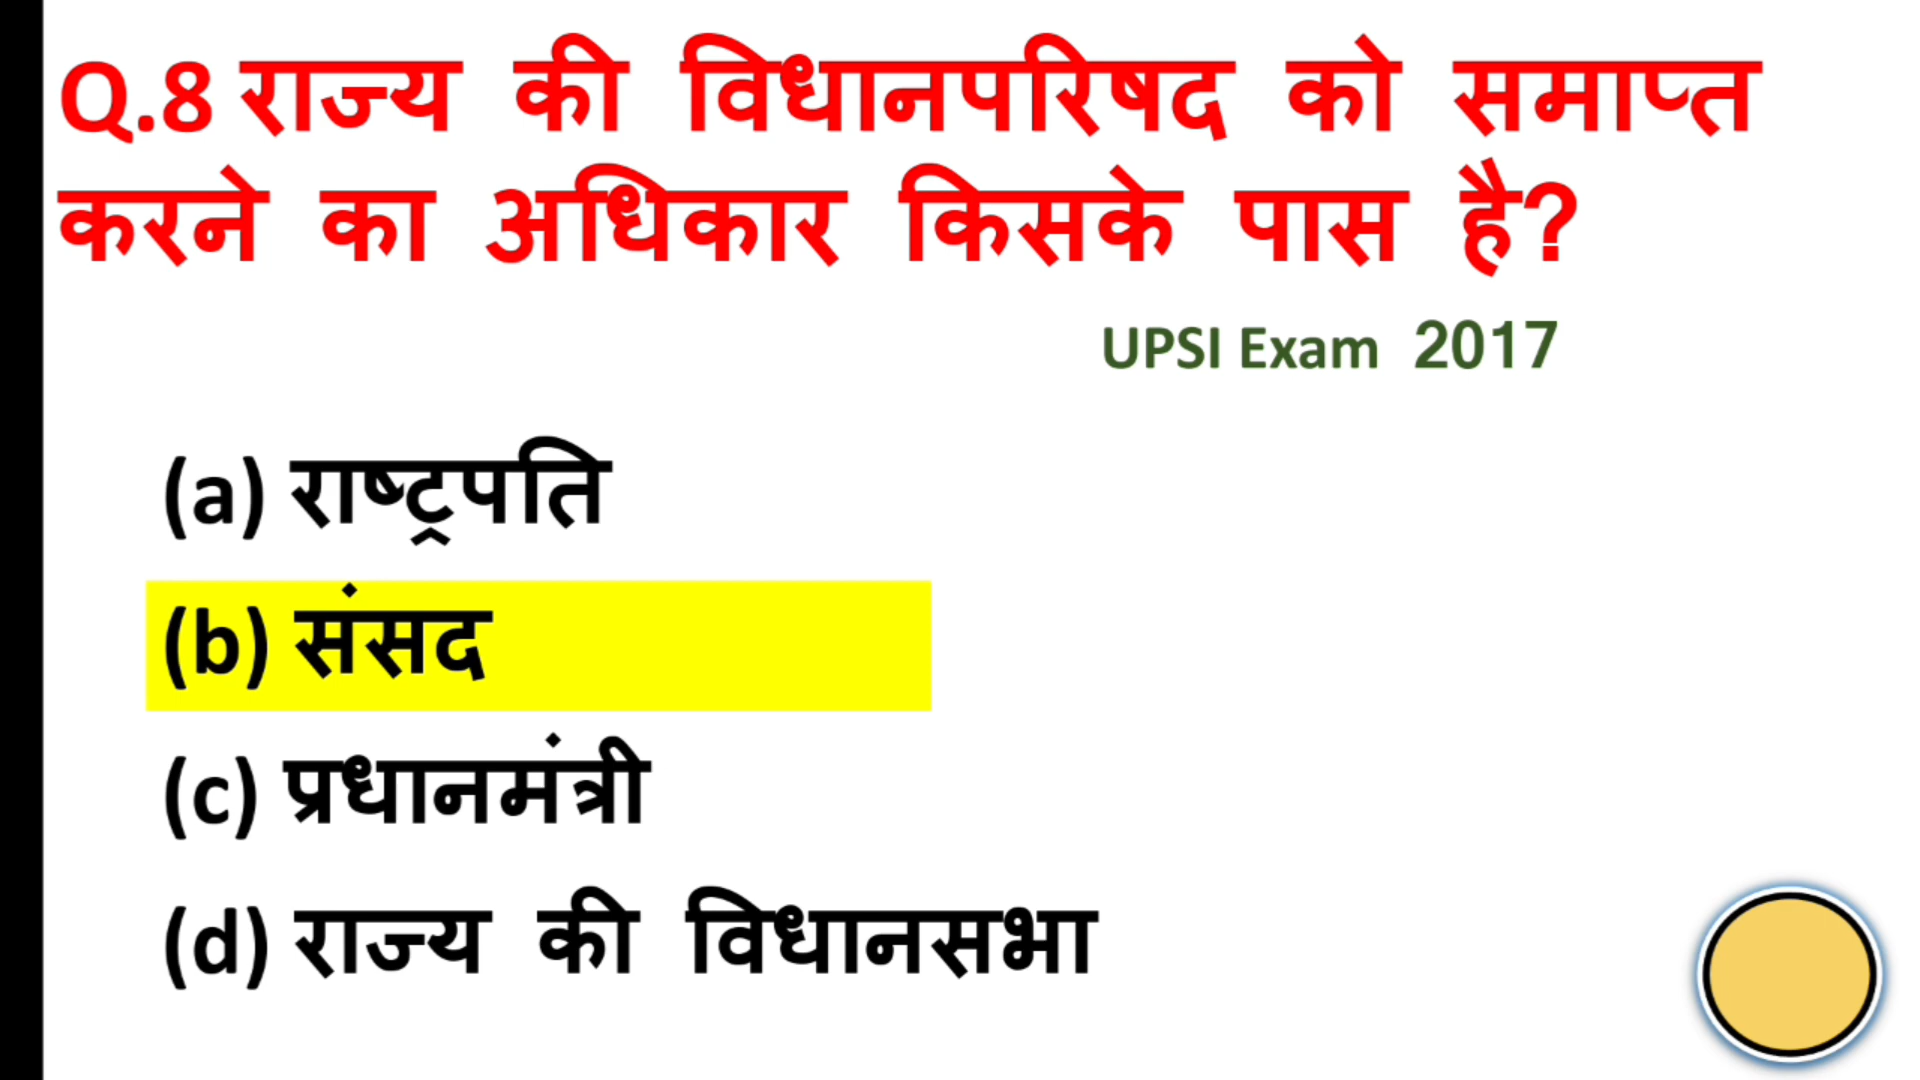 Q.8 राज्य की विधानपरिषद को समाप्त
करने का अधिकार किसके पास है?
UPSI Exam 2017
(a) राष्ट्रपति
(b) संसद
(c) प्रधानमंत्री
(d) राज्य की विधानसभा